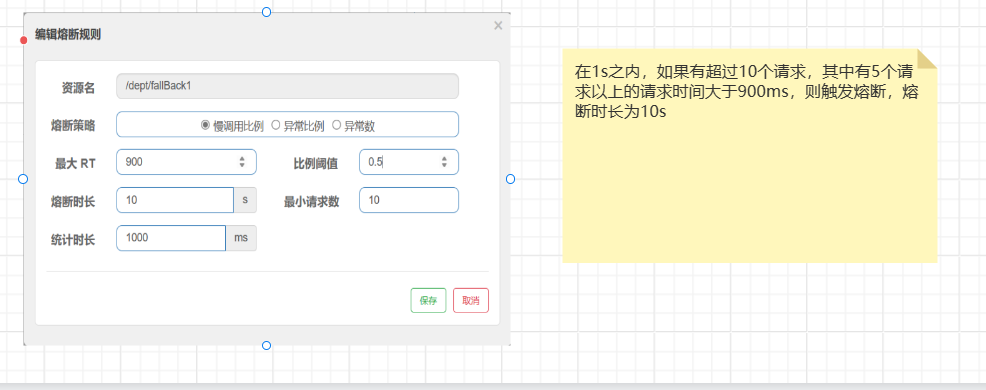 编辑熔断规则
×
资源名 /dept/fallBack1
熔断策略 慢调用比例 异常比例 异常数
最大 RT 900 比例阈值 0.5
熔断时长 10 s 最小请求数 10
统计时长 1000 ms
保存 取消
在1s之内，如果有超过10个请求，其中有5个请
求以上的请求时间大于900ms，则触发熔断，熔
断时长为10s